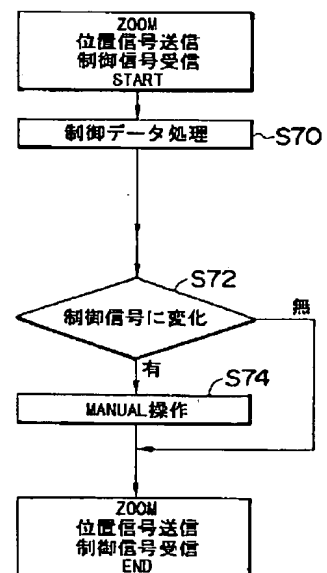 ZOOM
位置信号送信
制御信号受信
START
制御データ処理
S70
S72
制御信号に変化
無
有
S74
MANUAL操作
ZOOM
位置信号送信
制御信号受信
END